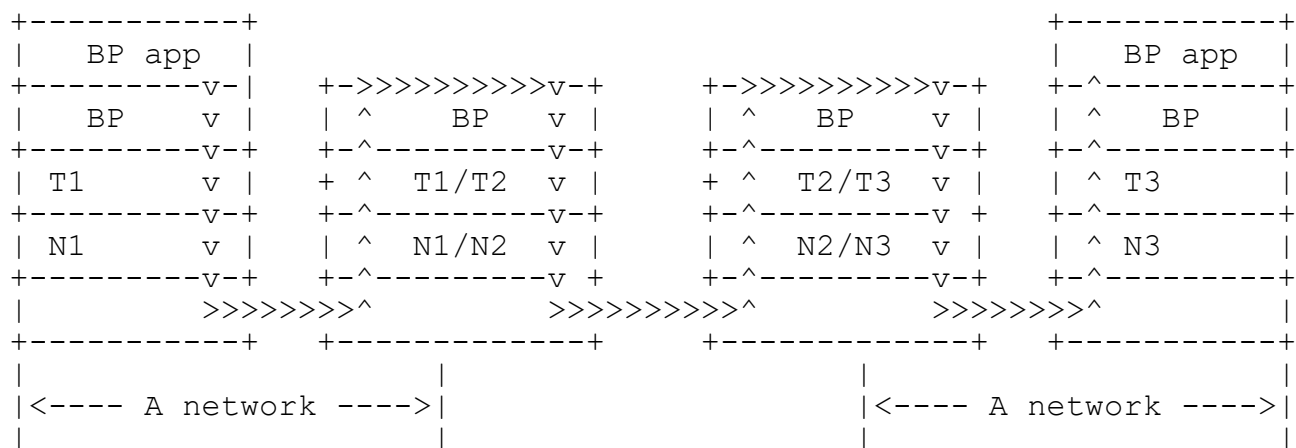 +-----------+                                         +-----------+
|   BP app  |                                         |   BP app  |
+---------v-|   +->>>>>>>>>>v-+     +->>>>>>>>>>v-+   +-^---------+
|   BP    v |   | ^    BP   v |     | ^   BP    v |   | ^   BP    |
+---------v-+   +-^---------v-+     +-^---------v-+   +-^---------+
| T1      v |   + ^  T1/T2  v |     + ^  T2/T3  v |   | ^ T3      |
+---------v-+   +-^---------v-+     +-^---------v +   +-^---------+
| N1      v |   | ^  N1/N2  v |     | ^  N2/N3  v |   | ^ N3      |
+---------v-+   +-^---------v +     +-^---------v-+   +-^---------+
|         >>>>>>>>^         >>>>>>>>>>^         >>>>>>>>^         |
+-----------+   +-------------+     +-------------+   +-----------+
|                     |                     |                     |
|<---- A network ---->|                     |<---- A network ---->|
|                     |                     |                     |